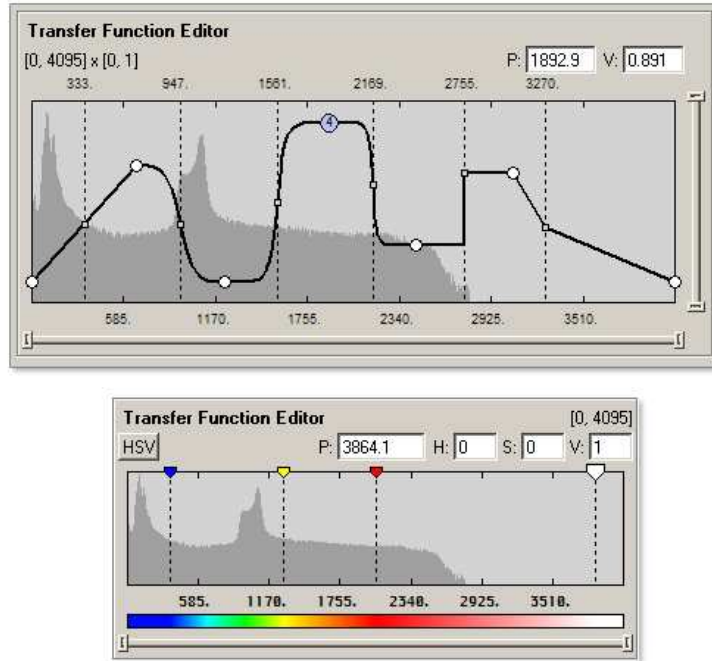 Transfer Function Editor
[0, 4095] x [0, 1] P: 1892.9 V: 0.891
333. 947. 1561. 2169. 2755. 3270.
4
585. 1170. 1755. 2340. 2925. 3510.
Transfer Function Editor [0, 4095]
HSV P: 3864.1 H: 0 S: 0 V: 1
585. 1170. 1755. 2340. 2925. 3510.